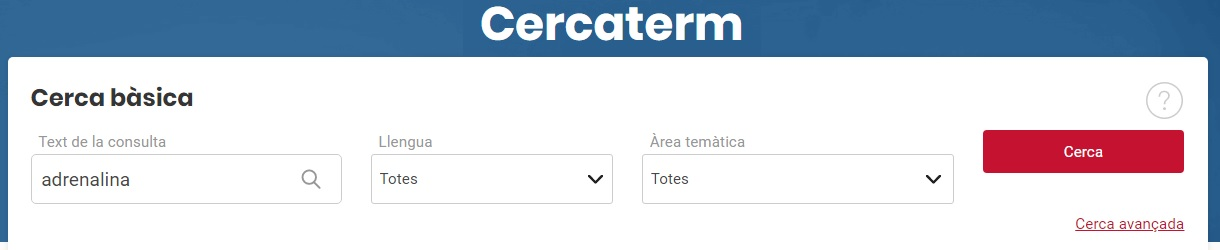 Cercaterm
Cerca bàsica
?
Text de la consulta
Llengua
Àrea temàtica
adrenalina
Totes
Totes
Cerca
Cerca avançada